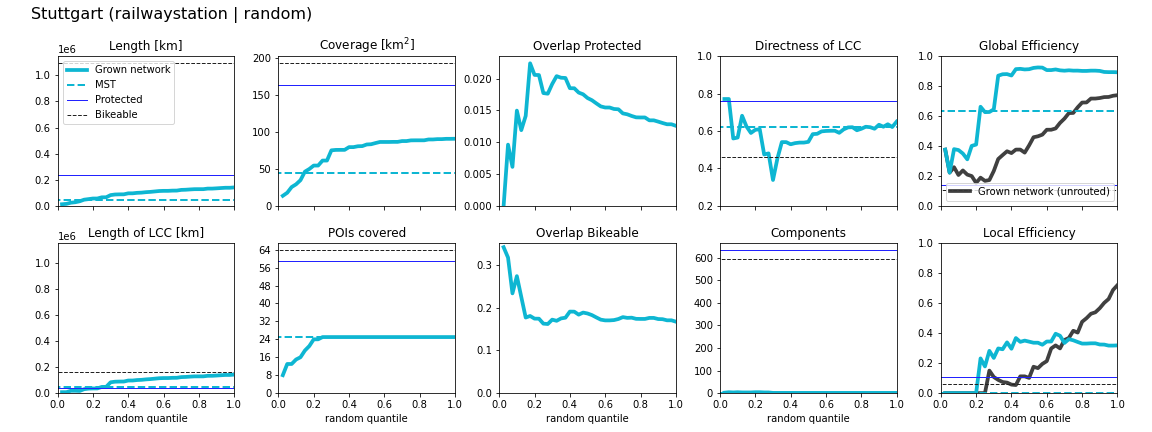 Stuttgart (railwaystation | random)
Length [km]
1e6
1.0
0.8
0.6
0.4
0.2
0.0
Grown network
MST
Protected
Bikeable
Coverage [km²]
200
150
100
50
0
Overlap Protected
0.020
0.015
0.010
0.005
0.000
Directness of LCC
1.0
0.8
0.6
0.4
0.2
Global Efficiency
1.0
0.8
0.6
0.4
0.2
0.0
Grown network (unrouted)
Length of LCC [km]
1e6
1.0
0.8
0.6
0.4
0.2
0.0
0.0 0.2 0.4 0.6 0.8 1.0
random quantile
POIs covered
64
56
48
40
32
24
16
8
0
0.0 0.2 0.4 0.6 0.8 1.0
random quantile
Overlap Bikeable
0.3
0.2
0.1
0.0
0.0 0.2 0.4 0.6 0.8 1.0
random quantile
Components
600
500
400
300
200
100
0
0.0 0.2 0.4 0.6 0.8 1.0
random quantile
Local Efficiency
1.0
0.8
0.6
0.4
0.2
0.0
0.0 0.2 0.4 0.6 0.8 1.0
random quantile